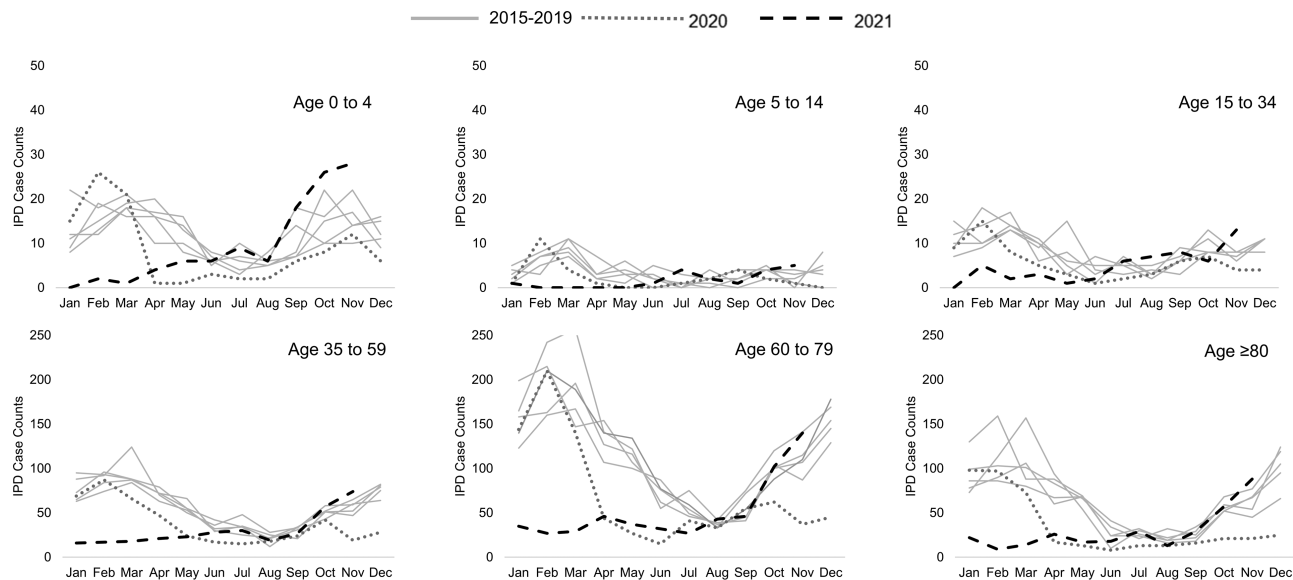 2015-2019 2020 2021
Age 0 to 4
IPD Case Counts
50
40
30
20
10
0
Jan Feb Mar Apr May Jun Jul Aug Sep Oct Nov Dec
Age 5 to 14
IPD Case Counts
50
40
30
20
10
0
Jan Feb Mar Apr May Jun Jul Aug Sep Oct Nov Dec
Age 15 to 34
IPD Case Counts
50
40
30
20
10
0
Jan Feb Mar Apr May Jun Jul Aug Sep Oct Nov Dec
Age 35 to 59
IPD Case Counts
250
200
150
100
50
0
Jan Feb Mar Apr May Jun Jul Aug Sep Oct Nov Dec
Age 60 to 79
IPD Case Counts
250
200
150
100
50
0
Jan Feb Mar Apr May Jun Jul Aug Sep Oct Nov Dec
Age ≥80
IPD Case Counts
250
200
150
100
50
0
Jan Feb Mar Apr May Jun Jul Aug Sep Oct Nov Dec